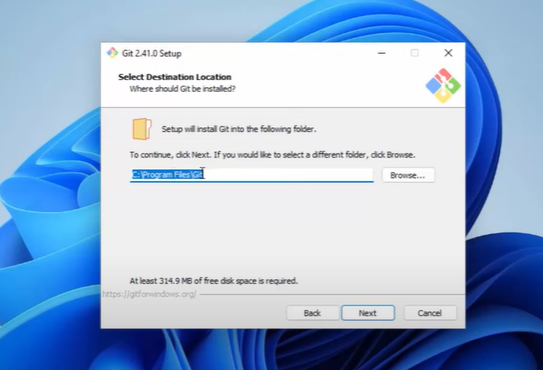 Git 2.41.0 Setup
Select Destination Location
Where should Git be installed?
Setup will install Git into the following folder.
To continue, click Next. If you would like to select a different folder, click Browse.
C:\Program Files\Git
Browse...
At least 314.9 MB of free disk space is required.
https://gitforwindows.org/
Back
Next
Cancel